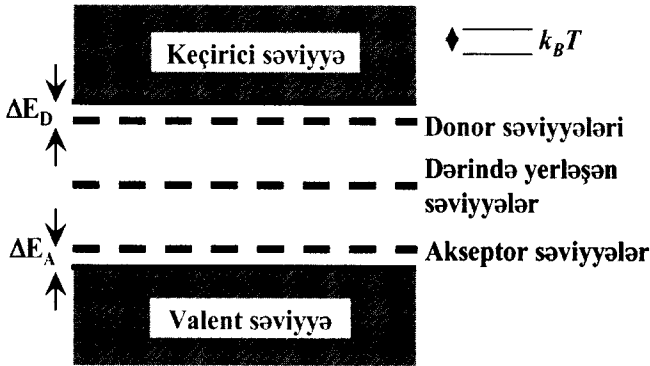 Keçirici səviyyə
k_BT
ΔE_D
Donor səviyyələri
Dərində yerləşən
səviyyələr
ΔE_A
Akseptor səviyyələr
Valent səviyyə